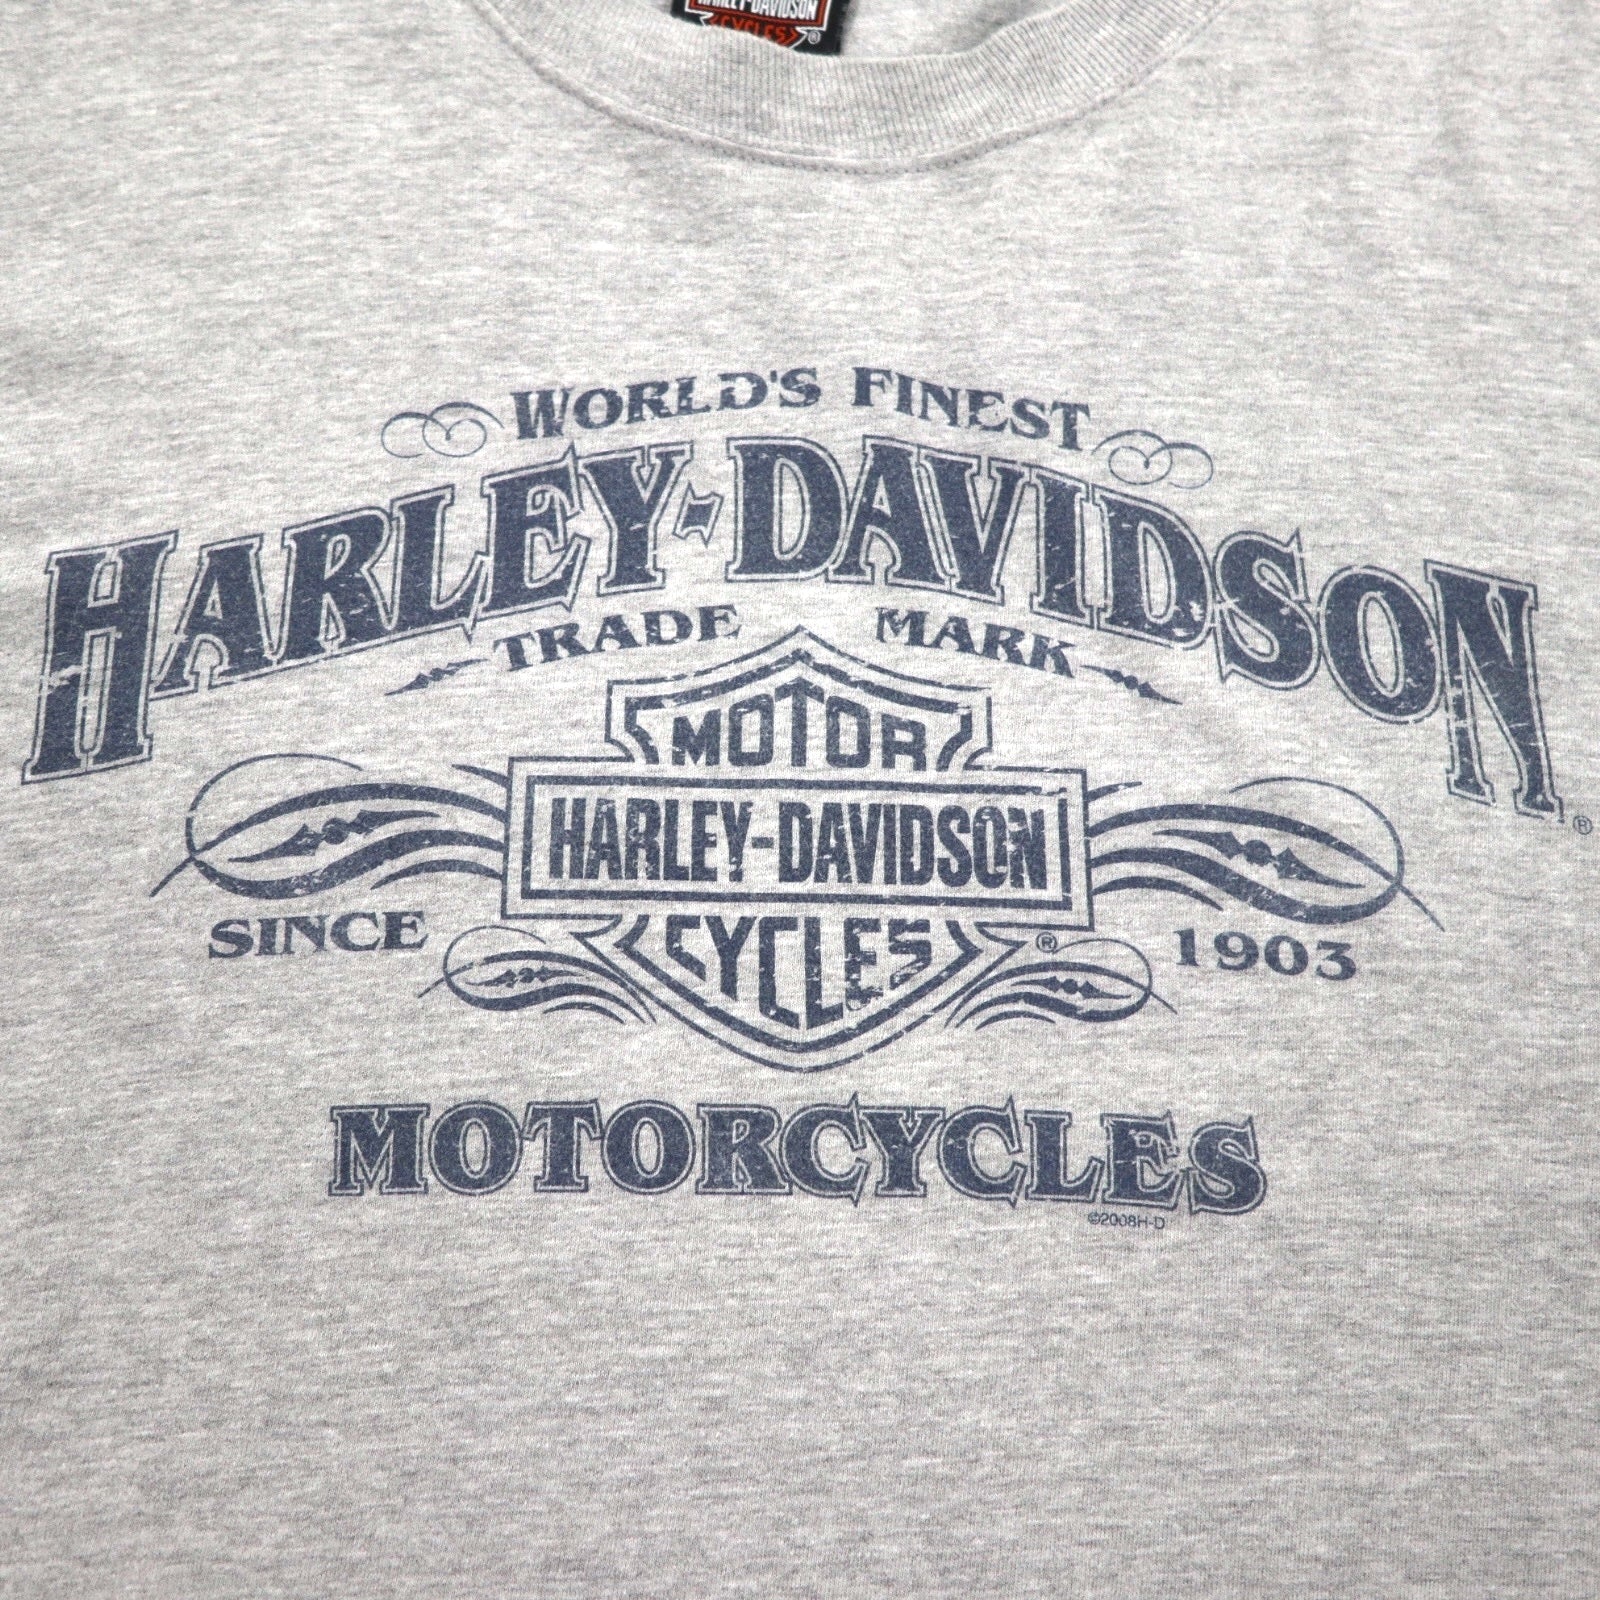 HARLEY-DAVIDSON
CYCLES®
WORLD'S FINEST
HARLEY-DAVIDSON®
TRADE MARK
MOTOR
HARLEY-DAVIDSON
CYCLES®
SINCE 1903
MOTORCYCLES
©2008H-D